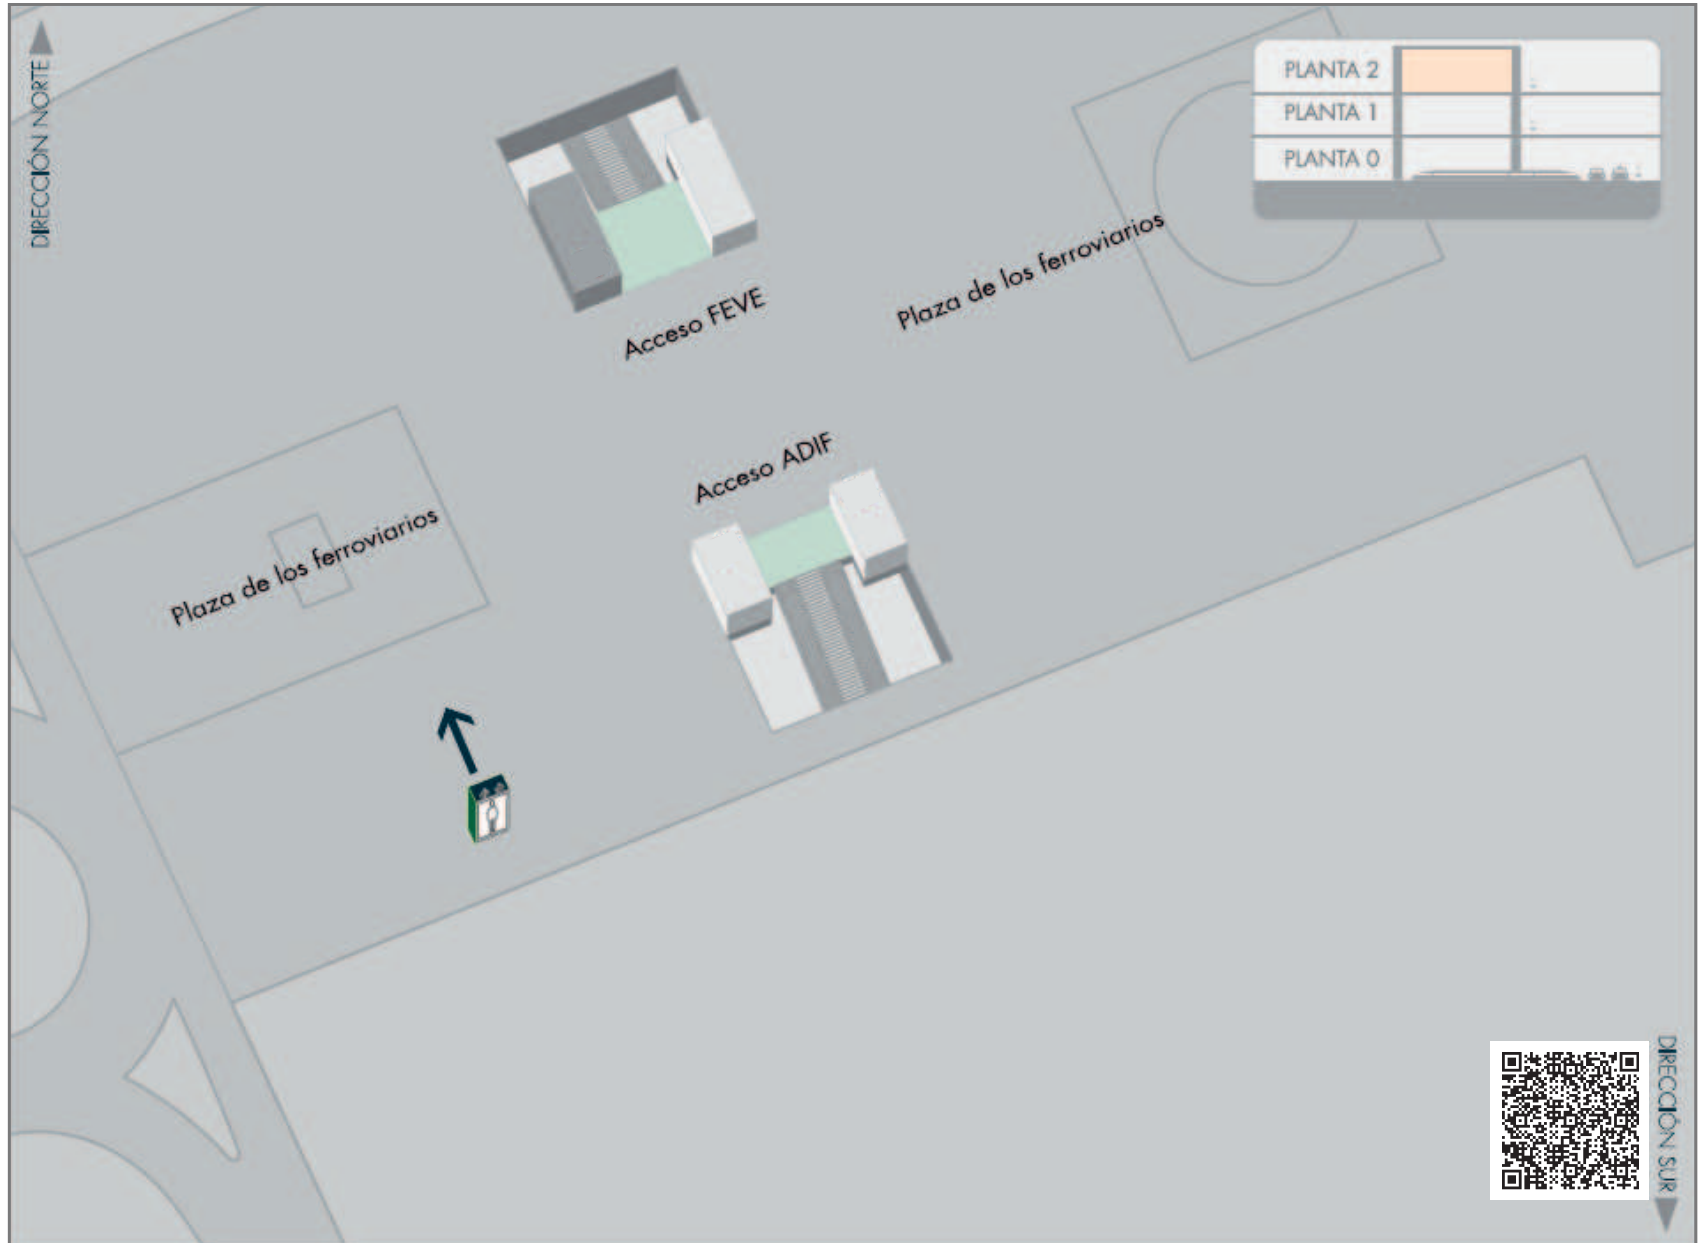 DIRECCIÓN NORTE
PLANTA 2
PLANTA 1
PLANTA 0
Plaza de los ferroviarios
Acceso FEVE
Acceso ADIF
Plaza de los ferroviarios
DIRECCIÓN SUR